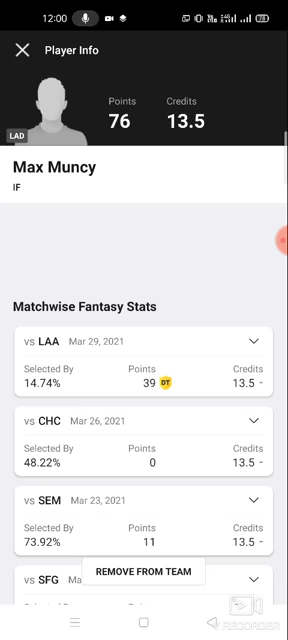 12:00
78
Player Info
Points Credits
76 13.5
LAD
Max Muncy
IF
Matchwise Fantasy Stats
vs LAA Mar 29, 2021
Selected By Points Credits
14.74% 39 DT 13.5 -
vs CHC Mar 26, 2021
Selected By Points Credits
48.22% 0 13.5 -
vs SEM Mar 23, 2021
Selected By Points Credits
73.92% 11 13.5 -
REMOVE FROM TEAM
vs SFG
RECORDER